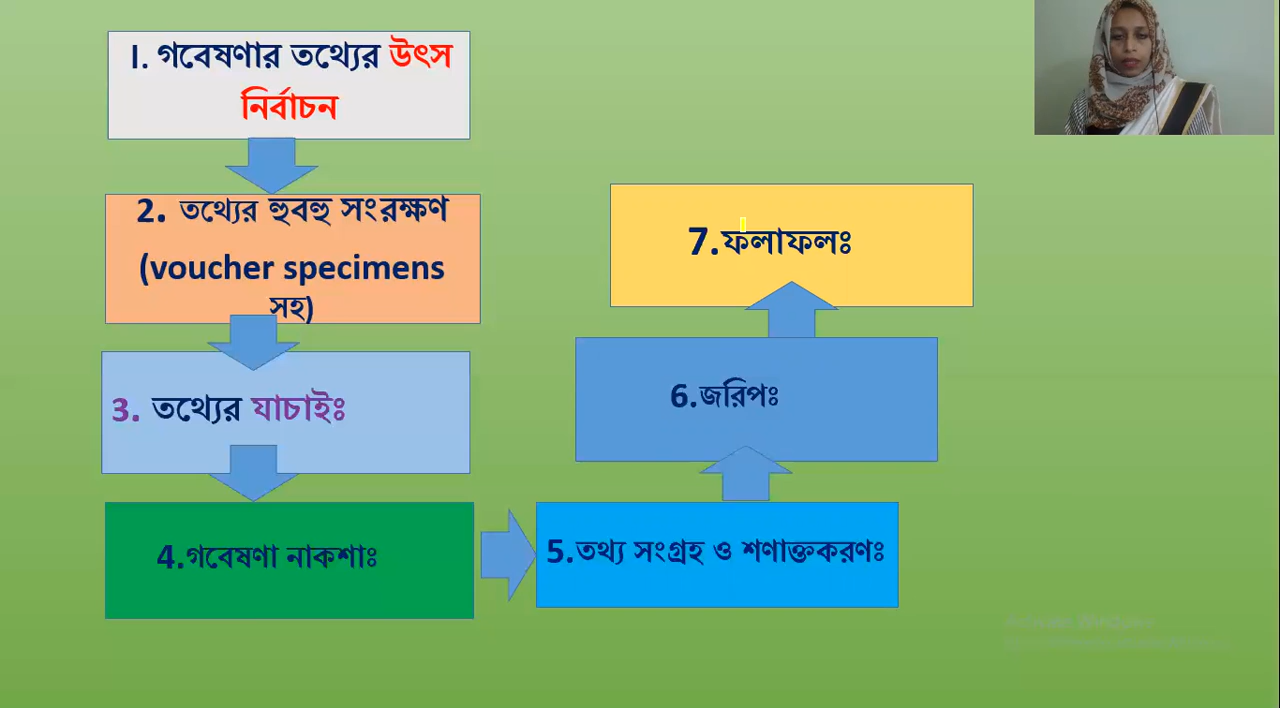 I. গবেষণার তথ্যের উৎস
নির্বাচন
2. তথ্যের হুবহু সংরক্ষণ
(voucher specimens
সহ)
3. তথ্যের যাচাইঃ
4.গবেষণা নাকশাঃ
5.তথ্য সংগ্রহ ও শণাক্তকরণঃ
6.জরিপঃ
7.ফলাফলঃ